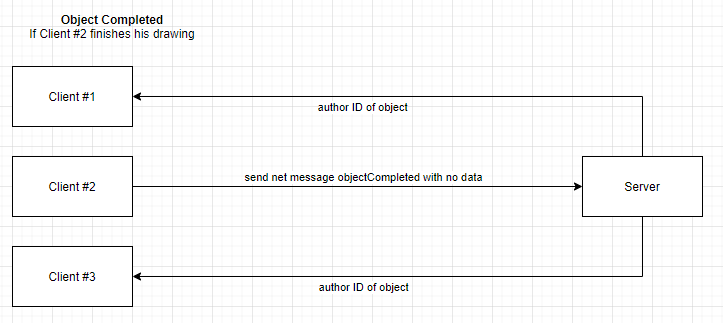 Object Completed
If Client #2 finishes his drawing
Client #1
author ID of object
Client #2
send net message objectCompleted with no data
Server
Client #3
author ID of object